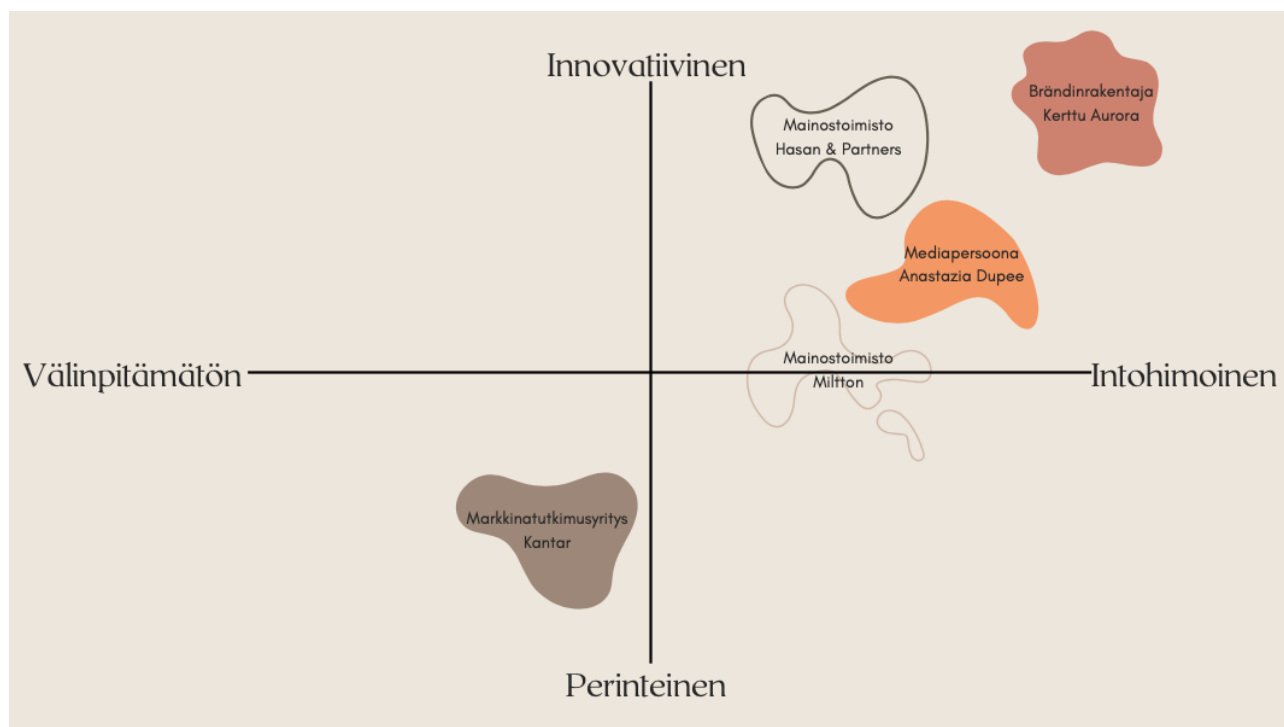 Innovatiivinen
Brändinrakentaja
Kerttu Aurora
Mainostoimisto
Hasan & Partners
Mediapersoona
Anastazia Dupee
Mainostoimisto
Miltton
Välinpitämätön
Intohimoinen
Markkinatutkimusyritys
Kantar
Perinteinen